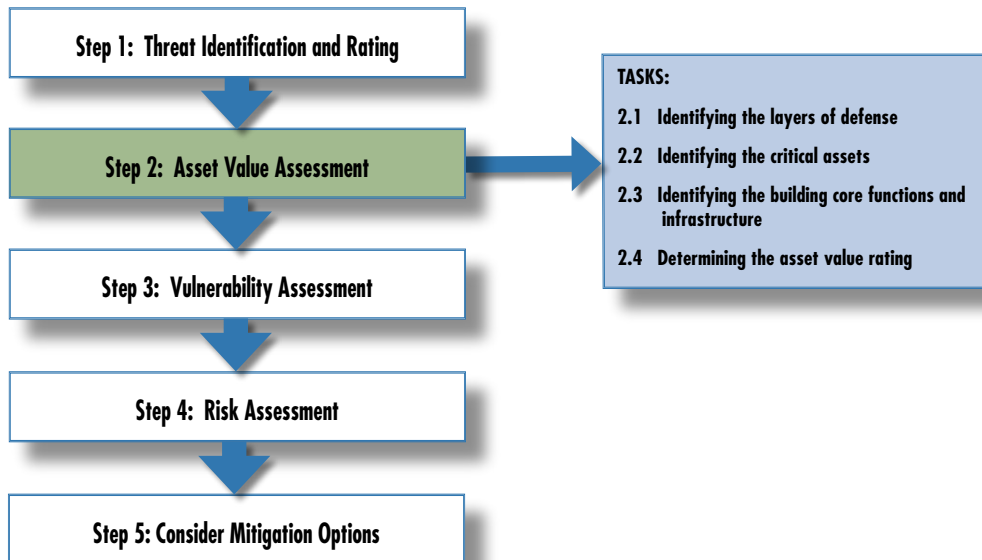 Step 1: Threat Identification and Rating
Step 2: Asset Value Assessment
Step 3: Vulnerability Assessment
Step 4: Risk Assessment
Step 5: Consider Mitigation Options
TASKS:
2.1 Identifying the layers of defense
2.2 Identifying the critical assets
2.3 Identifying the building core functions and
infrastructure
2.4 Determining the asset value rating